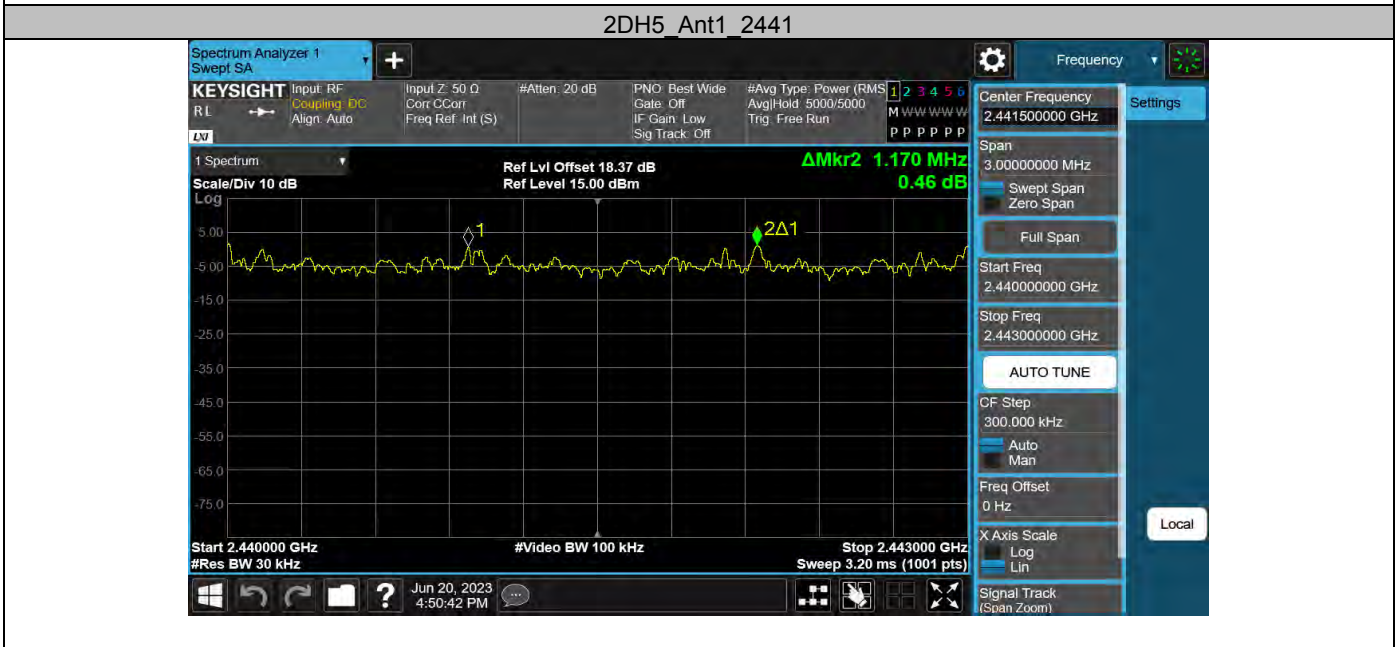 2DH5_Ant1_2441
Spectrum Analyzer 1
Swept SA
Frequency
KEYSIGHT
RL
LXI
Input: RF
Coupling: DC
Align: Auto
Input Z: 50 Ω
Corr CCorr
Freq Ref: Int (S)
#Atten: 20 dB
PNO: Best Wide
Gate: Off
IF Gain: Low
Sig Track: Off
#Avg Type: Power (RMS
Avg|Hold: 5000/5000
Trig: Free Run
1 2 3 4 5 6
M W W W W W
P P P P P P
1 Spectrum
Scale/Div 10 dB
Log
Ref Lvl Offset 18.37 dB
Ref Level 15.00 dBm
ΔMkr2 1.170 MHz
0.46 dB
1
2Δ1
5.00
-5.00
-15.0
-25.0
-35.0
-45.0
-55.0
-65.0
-75.0
Start 2.440000 GHz
#Res BW 30 kHz
#Video BW 100 kHz
Stop 2.443000 GHz
Sweep 3.20 ms (1001 pts)
Jun 20, 2023
4:50:42 PM
Center Frequency
2.441500000 GHz
Settings
Span
3.00000000 MHz
Swept Span
Zero Span
Full Span
Start Freq
2.440000000 GHz
Stop Freq
2.443000000 GHz
AUTO TUNE
CF Step
300.000 kHz
Auto
Man
Freq Offset
0 Hz
X Axis Scale
Log
Lin
Local
Signal Track
(Span Zoom)